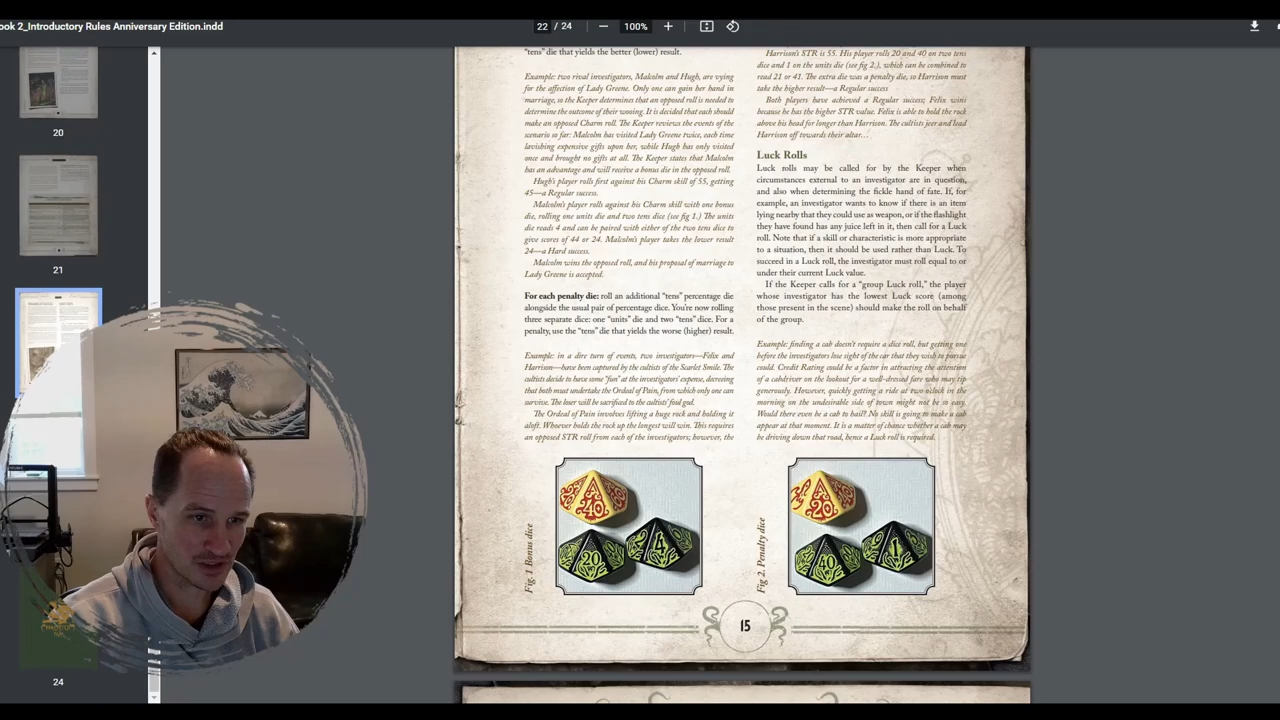 ook 2_Introductory Rules Anniversary Edition.indd
22 / 24
100%
20
21
24
"tens" die that yields the better (lower) result.
Example: two rival investigators, Malcolm and Hugh, are vying
for the affection of Lady Greene. Only one can gain her hand in
marriage, so the Keeper determines that an opposed roll is needed to
determine the outcome of their wooing. It is decided that each should
make an opposed Charm roll. The Keeper reviews the events of the
scenario so far: Malcolm has visited Lady Greene twice, each time
lavishing expensive gifts upon her, while Hugh has only visited
once and brought no gifts at all. The Keeper states that Malcolm
has an advantage and will receive a bonus die in the opposed roll.
Hugh's player rolls first against his Charm skill of 55, getting
45—a Regular success.
Malcolm's player rolls against his Charm skill with one bonus
die, rolling one units die and two tens dice (see fig 1.) The units
die reads 4 and can be paired with either of the two tens dice to
give scores of 44 or 24. Malcolm's player takes the lower result
24—a Hard success.
Malcolm wins the opposed roll, and his proposal of marriage to
Lady Greene is accepted.
For each penalty die: roll an additional "tens" percentage die
alongside the usual pair of percentage dice. You're now rolling
three separate dice: one "units" die and two "tens" dice. For a
penalty, use the "tens" die that yields the worse (higher) result.
Example: in a dire turn of events, two investigators—Felix and
Harrison—have been captured by the cultists of the Scarlet Smile. The
cultists decide to have some "fun" at the investigators' expense, decreeing
that both must undertake the Ordeal of Pain, from which only one can
survive. The loser will be sacrificed to the cultists' foul god.
The Ordeal of Pain involves lifting a huge rock and holding it
aloft. Whoever holds the rock up the longest will win. This requires
an opposed STR roll from each of the investigators; however, the
Fig. 1 Bonus dice
40
20
4
Harrison's STR is 55. His player rolls 20 and 40 on two tens
dice and 1 on the units die (see fig 2.), which can be combined to
read 21 or 41. The extra die was a penalty die, so Harrison must
take the higher result—a Regular success
Both players have achieved a Regular success; Felix wins
because he has the higher STR value. Felix is able to hold the rock
above his head for longer than Harrison. The cultists jeer and lead
Harrison off towards their altar...
Luck Rolls
Luck rolls may be called for by the Keeper when
circumstances external to an investigator are in question,
and also when determining the fickle hand of fate. If, for
example, an investigator wants to know if there is an item
lying nearby that they could use as weapon, or if the flashlight
they have found has any juice left in it, then call for a Luck
roll. Note that if a skill or characteristic is more appropriate
to a situation, then it should be used rather than Luck. To
succeed in a Luck roll, the investigator must roll equal to or
under their current Luck value.
If the Keeper calls for a "group Luck roll," the player
whose investigator has the lowest Luck score (among
those present in the scene) should make the roll on behalf
of the group.
Example: finding a cab doesn't require a dice roll, but getting one
before the investigators lose sight of the car that they wish to pursue
could. Credit Rating could be a factor in attracting the attention
of a cabdriver on the lookout for a well-dressed fare who may tip
generously. However, quickly getting a ride at two o'clock in the
morning on the undesirable side of town might not be so easy.
Would there even be a cab to hail? No skill is going to make a cab
appear at that moment. It is a matter of chance whether a cab may
be driving down that road, hence a Luck roll is required.
Fig 2. Penalty dice
20
40
1
15